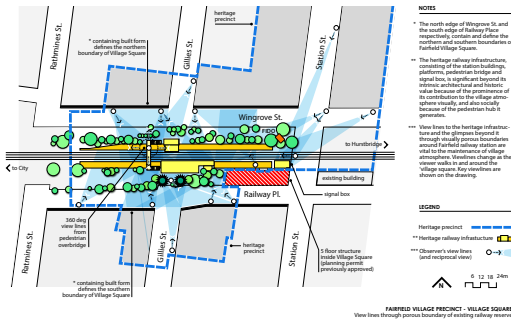 Rathmines St.
* containing built form
defines the northern
boundary of Village Square
Gillies St.
heritage
precinct
Station St.
Wingrove St.
FIDO
to Hundbridge
to City
existing building
Railway Pl.
signal box
360 deg
view lines
from
pedestrian
overbridge
Rathmines St.
Gillies St.
heritage
precinct
Station St.
5 floor structure
inside Village Square
(planning permit
previously approved)
* containing built form
defines the southern
boundary of Village Square
NOTES
* The north edge of Wingrove St. and
the south edge of Railway Place
respectively, contain and define the
northern and southern boundaries o
Fairfield Village Square.
** The heritage railway infrastructure,
consisting of the station buildings,
platforms, pedestrian bridge and
signal box, is significant beyond its
intrinsic architectural and historic
value because of the prominence of
its contribution to the village atmo-
sphere visually, and also socially
because of the pedestrian hub it
generates.
*** View lines to the heritage infrastruc-
ture and the glimpses beyond it
through visually porous boundaries
around Fairfield railway station are
vital to the maintenance of village
atmosphere. Viewlines change as the
viewer walks in and around the
village square. Key viewlines are
shown on the drawing.
LEGEND
Heritage precinct
** Heritage railway infrastructure
*** Observer's view lines
(and reciprocal view)
N
6 12 18 24m
FAIRFIELD VILLAGE PRECINCT - VILLAGE SQUARE
View lines through porous boundary of existing railway reserve